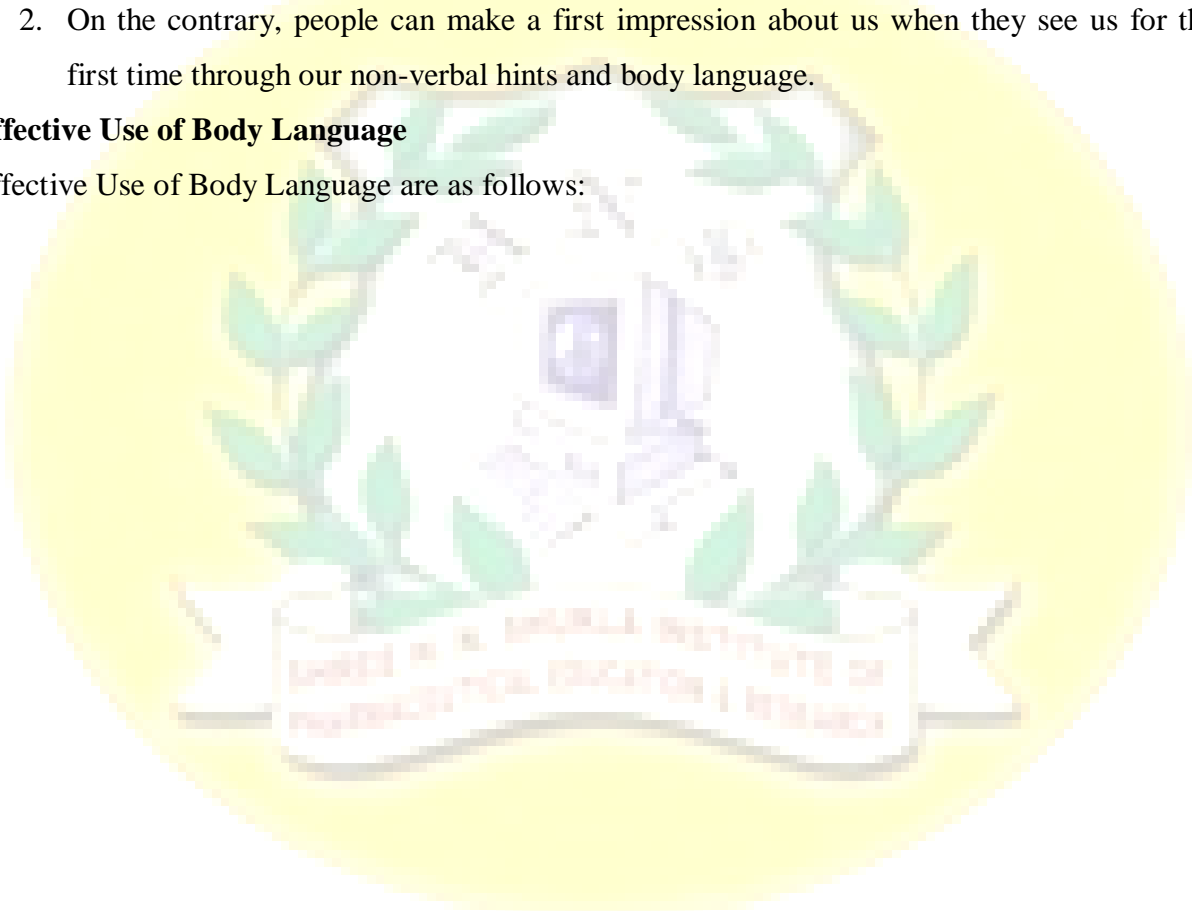 2. On the contrary, people can make a first impression about us when they see us for th
first time through our non-verbal hints and body language.
ffective Use of Body Language
ffective Use of Body Language are as follows: